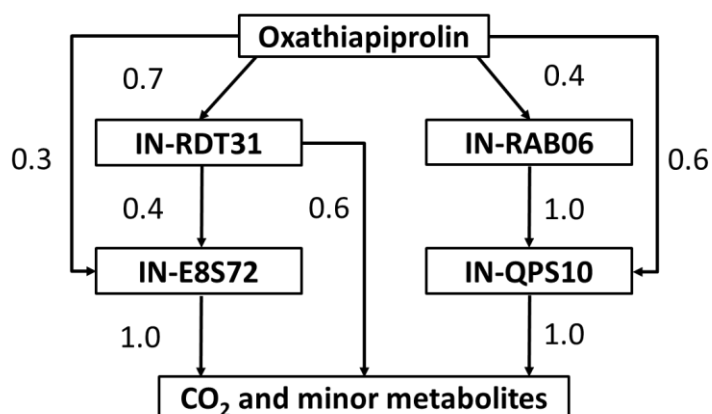 Oxathiapiprolin
0.7
0.4
IN-RDT31
IN-RAB06
0.3
0.6
0.4
0.6
1.0
IN-E8S72
IN-QPS10
1.0
1.0
CO₂ and minor metabolites